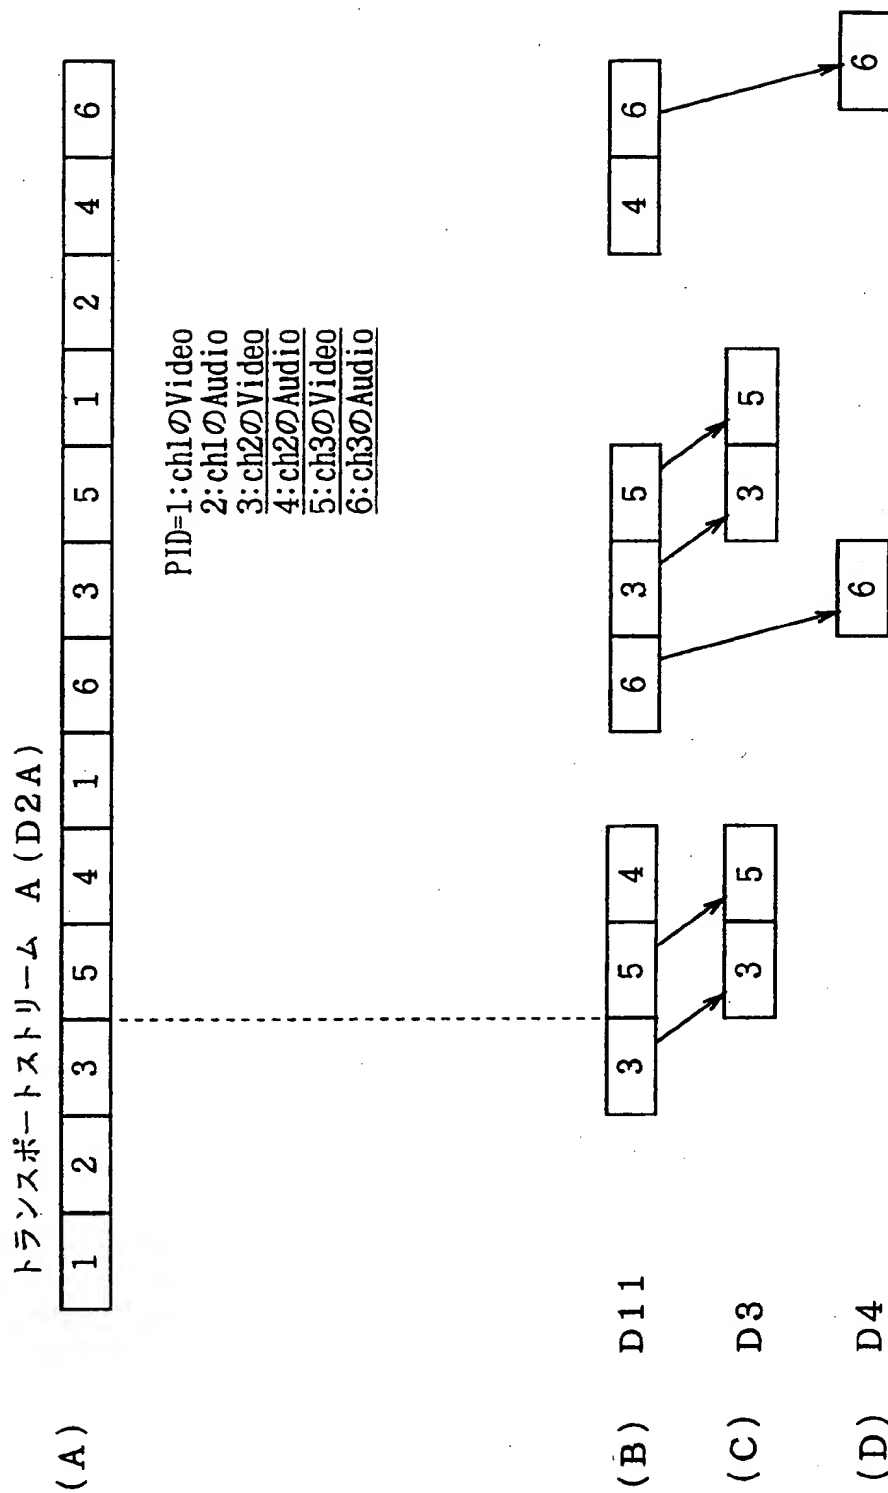 トランスポートストリーム A (D2A)
(A) 1 2 3 5 4 1 6 3 5 1 2 4 6
PID=1:ch1のVideo
2:ch1のAudio
3:ch2のVideo
4:ch2のAudio
5:ch3のVideo
6:ch3のAudio
(B) D11 3 5 4 6 3 5 4 6
(C) D3 3 5 3 5
(D) D4 6 6